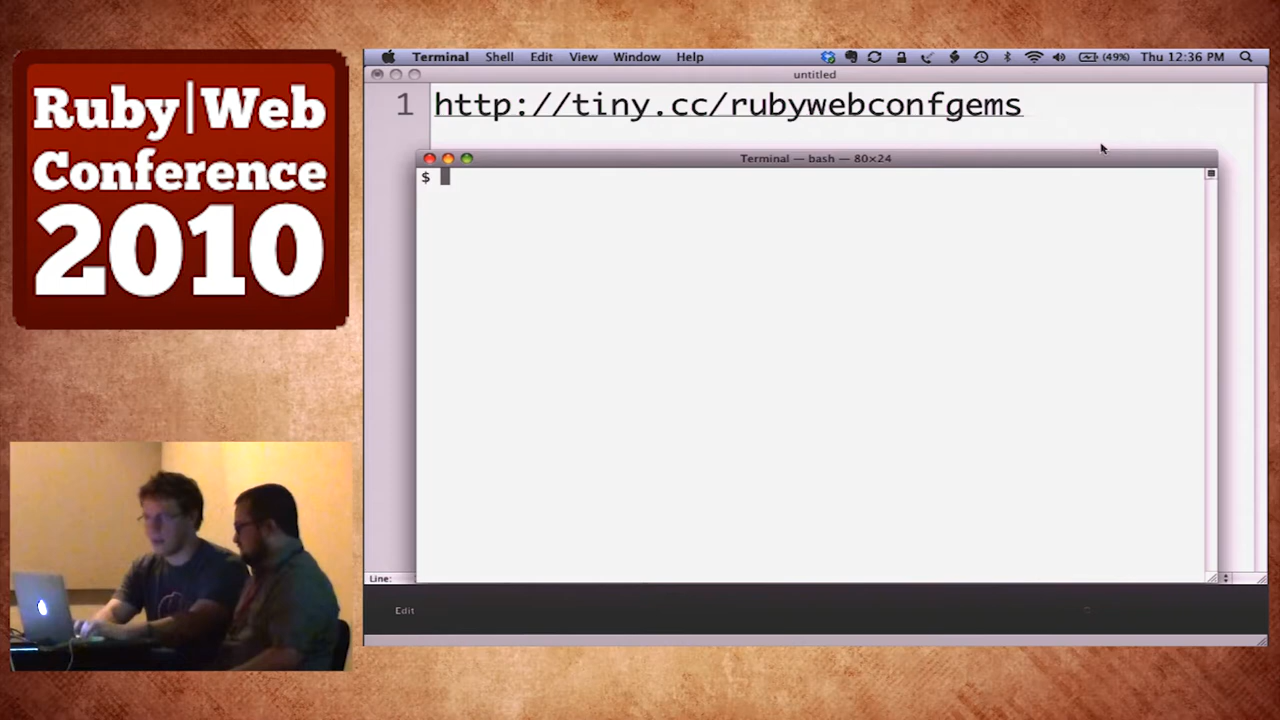 Ruby|Web
Conference
2010
Terminal Shell Edit View Window Help (49%) Thu 12:36 PM
untitled
1 http://tiny.cc/rubywebconfgems
Terminal — bash — 80×24
$
Line:
Edit